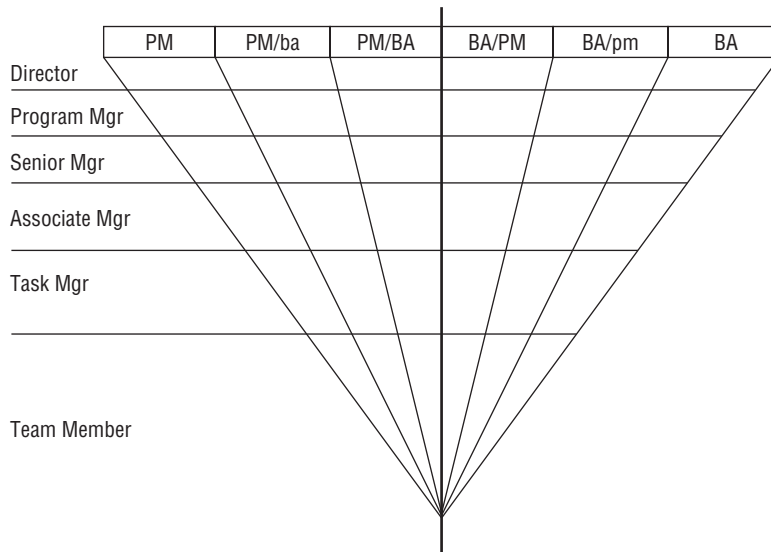 PM PM/ba PM/BA BA/PM BA/pm BA
Director
Program Mgr
Senior Mgr
Associate Mgr
Task Mgr
Team Member